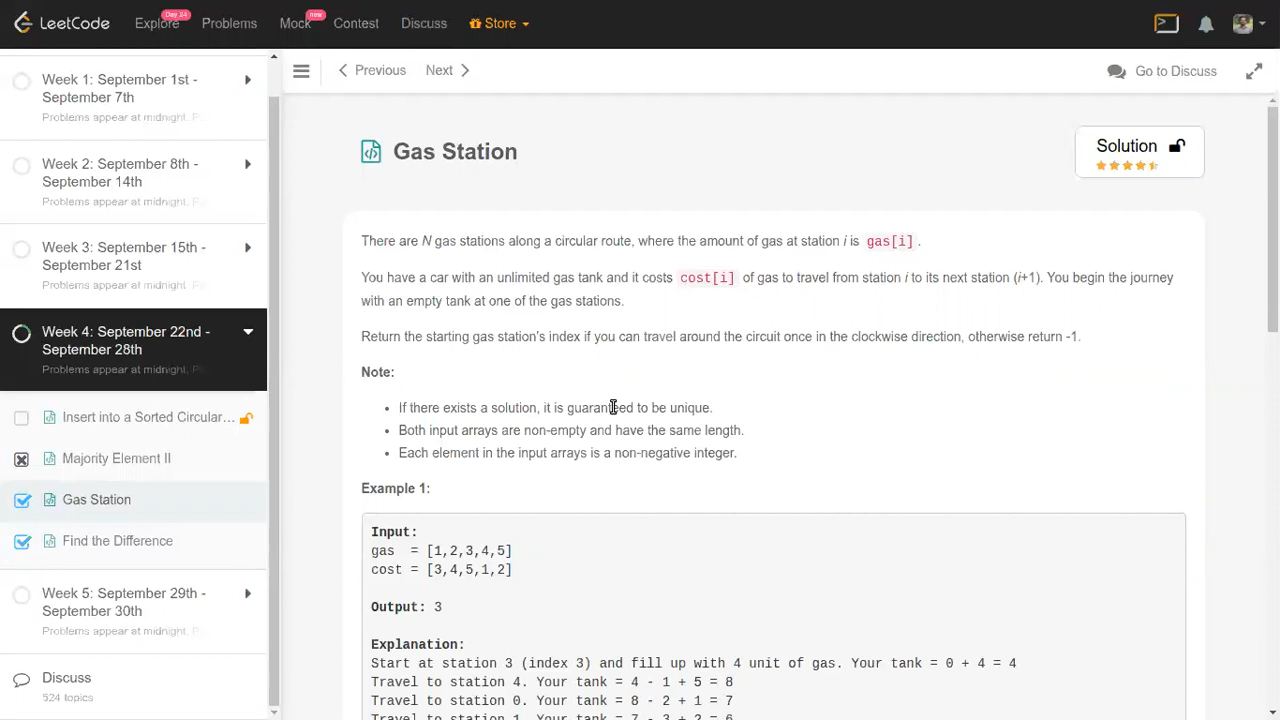 LeetCode
Explore
Day 24
Problems
Mock
new
Contest
Discuss
Store
Week 1: September 1st -
September 7th
Problems appear at midnight,
Week 2: September 8th -
September 14th
Problems appear at midnight,
Week 3: September 15th -
September 21st
Problems appear at midnight,
Week 4: September 22nd -
September 28th
Problems appear at midnight,
Insert into a Sorted Circular...
Majority Element II
Gas Station
Find the Difference
Week 5: September 29th -
September 30th
Problems appear at midnight,
Discuss
524 topics
Previous
Next
Go to Discuss
Gas Station
Solution
There are N gas stations along a circular route, where the amount of gas at station i is gas[i].
You have a car with an unlimited gas tank and it costs cost[i] of gas to travel from station i to its next station (i+1). You begin the journey
with an empty tank at one of the gas stations.
Return the starting gas station's index if you can travel around the circuit once in the clockwise direction, otherwise return -1.
Note:
• If there exists a solution, it is guaranteed to be unique.
• Both input arrays are non-empty and have the same length.
• Each element in the input arrays is a non-negative integer.
Example 1:
Input:
gas  = [1,2,3,4,5]
cost = [3,4,5,1,2]
Output: 3
Explanation:
Start at station 3 (index 3) and fill up with 4 unit of gas. Your tank = 0 + 4 = 4
Travel to station 4. Your tank = 4 - 1 + 5 = 8
Travel to station 0. Your tank = 8 - 2 + 1 = 7
Travel to station 1. Your tank = 7 - 3 + 2 = 6